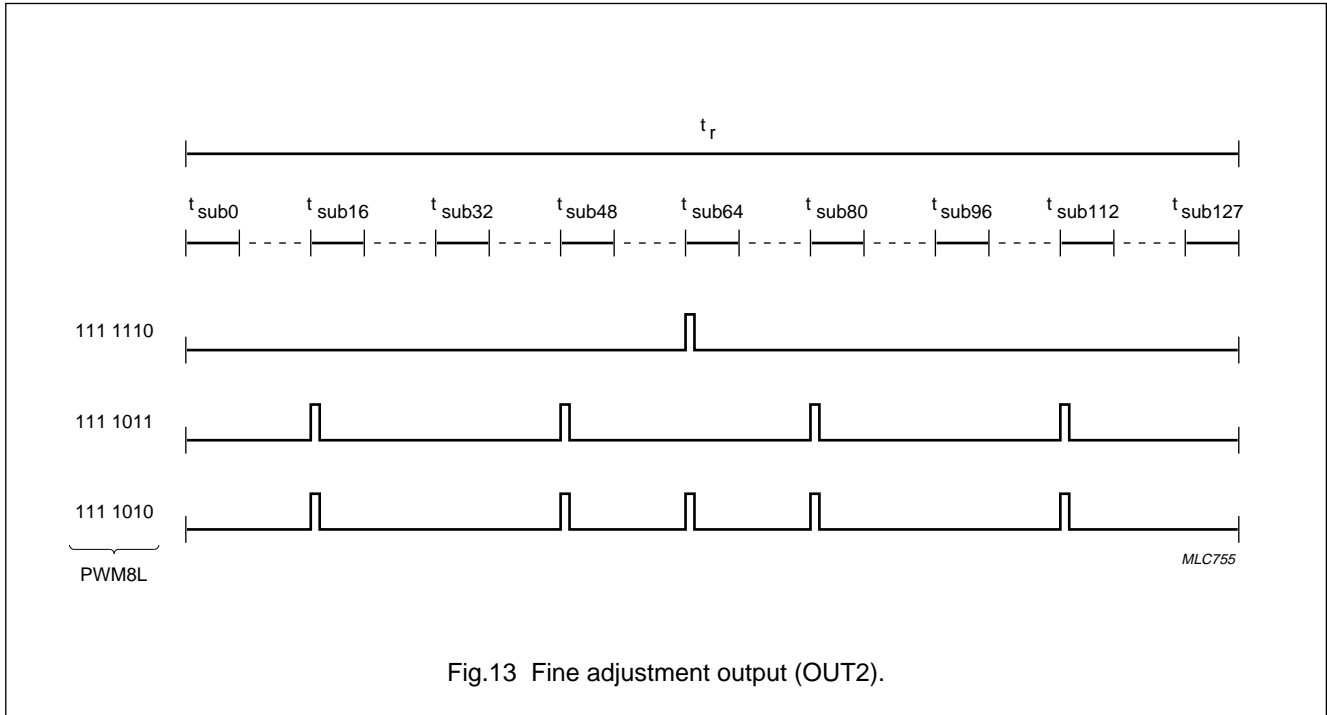 t r
t sub0 t sub16 t sub32 t sub48 t sub64 t sub80 t sub96 t sub112 t sub127
111 1110
111 1011
111 1010
PWM8L
MLC755
Fig.13 Fine adjustment output (OUT2).